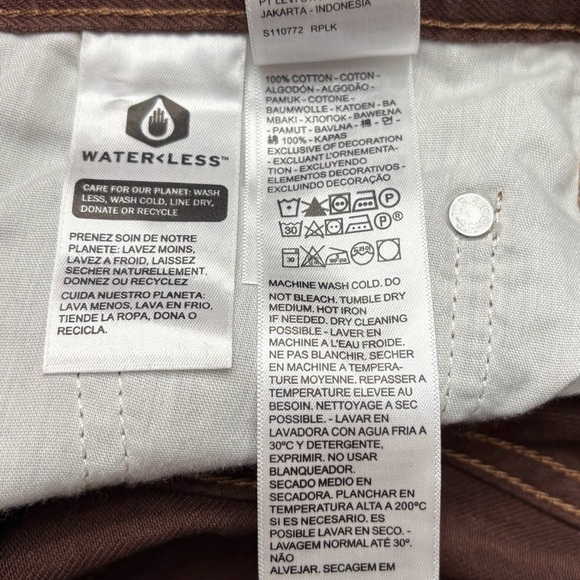 JAKARTA - INDONESIA
S110772 RPLK
WATER<LESS™
CARE FOR OUR PLANET: WASH
LESS, WASH COLD, LINE DRY,
DONATE OR RECYCLE
PRENEZ SOIN DE NOTRE
PLANETE: LAVEZ MOINS,
LAVEZ A FROID, LAISSEZ
SECHER NATURELLEMENT.
DONNEZ OU RECYCLEZ
CUIDA NUESTRO PLANETA:
LAVA MENOS, LAVA EN FRIO,
TIENDE LA ROPA, DONA O
RECICLA.
100% COTTON - COTON -
ALGODÓN - ALGODÃO -
PAMUK - COTONE -
BAUMWOLLE - KATOEN - BA
MBAKI - ХЛОПОК - BAWEŁNA
- PAMUT - BAVLNA - 棉 - 면 -
綿 100% - KAPAS
EXCLUSIVE OF DECORATION
- EXCLUANT L'ORNEMENTA-
TION - EXCLUYENDO
ELEMENTOS DECORATIVOS -
EXCLUINDO DECORAÇÃO
P
30 P®
30
MACHINE WASH COLD. DO
NOT BLEACH. TUMBLE DRY
MEDIUM. HOT IRON
IF NEEDED. DRY CLEANING
POSSIBLE - LAVER EN
MACHINE A L'EAU FROIDE.
NE PAS BLANCHIR. SECHER
EN MACHINE A TEMPERA-
TURE MOYENNE. REPASSER A
TEMPERATURE ELEVEE AU
BESOIN. NETTOYAGE A SEC
POSSIBLE. - LAVAR EN
LAVADORA CON AGUA FRIA A
30ºC Y DETERGENTE,
EXPRIMIR. NO USAR
BLANQUEADOR.
SECADO MEDIO EN
SECADORA. PLANCHAR EN
TEMPERATURA ALTA A 200°C
SI ES NECESARIO. ES
POSIBLE LAVAR EN SECO. -
LAVAGEM NORMAL ATÉ 30°.
NÃO
ALVEJAR. SECAGEM EM